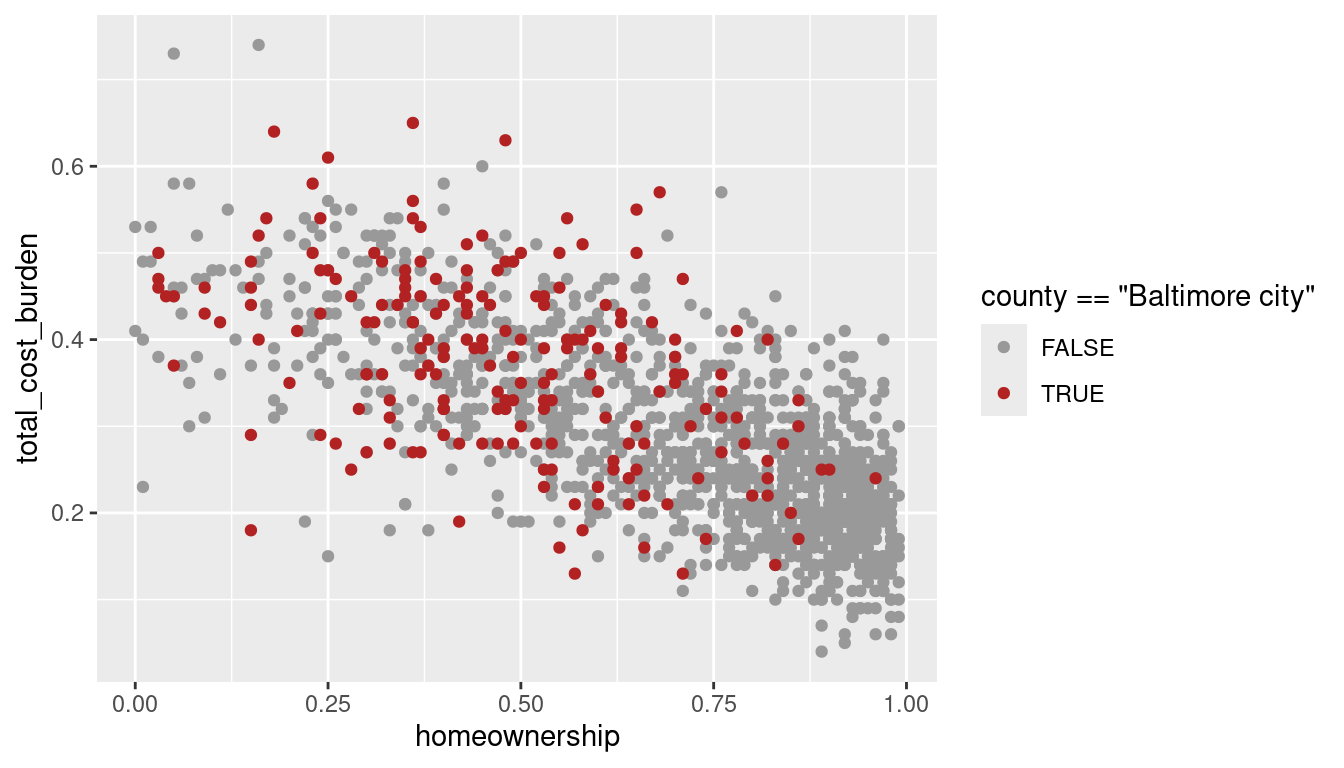 0.6
0.4
0.2
total_cost_burden
0.00 0.25 0.50 0.75 1.00
homeownership
county == "Baltimore city"
FALSE
TRUE